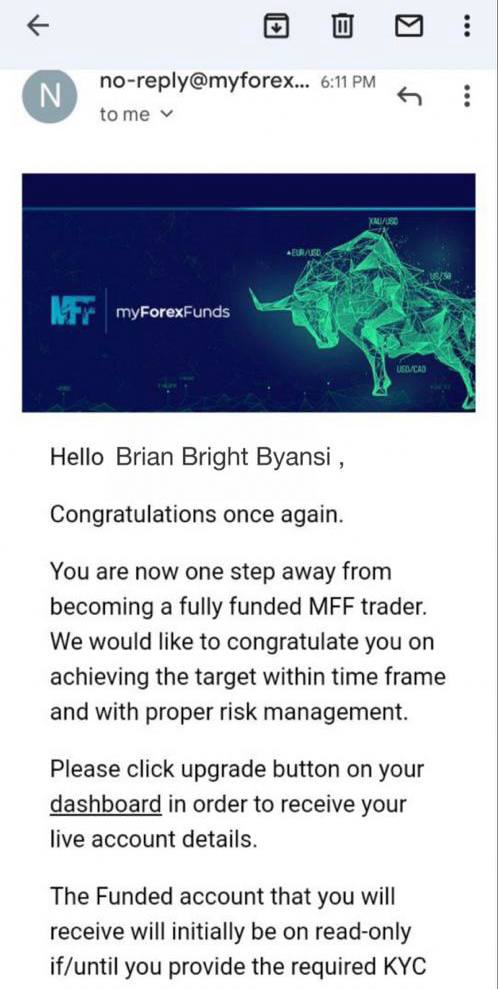 N
no-reply@myforex... 6:11 PM
to me
XAU/USD
EUR/USD
US/30
MFF myForexFunds
USD/CAD
Hello Brian Bright Byansi ,
Congratulations once again.
You are now one step away from
becoming a fully funded MFF trader.
We would like to congratulate you on
achieving the target within time frame
and with proper risk management.
Please click upgrade button on your
dashboard in order to receive your
live account details.
The Funded account that you will
receive will initially be on read-only
if/until you provide the required KYC